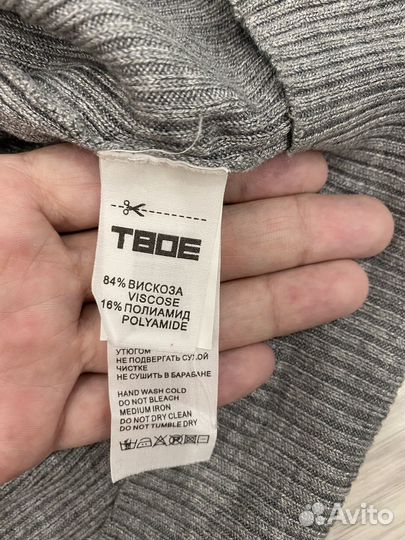 ТВОЕ
84% ВИСКОЗА
VISCOSE
16% ПОЛИАМИД
POLYAMIDE
УТЮГОМ
НЕ ПОДВЕРГАТЬ СУХОЙ
ЧИСТКЕ
НЕ СУШИТЬ В БАРАБАНЕ
HAND WASH COLD
DO NOT BLEACH
MEDIUM IRON
DO NOT DRY CLEAN
DO NOT TUMBLE DRY
Avito